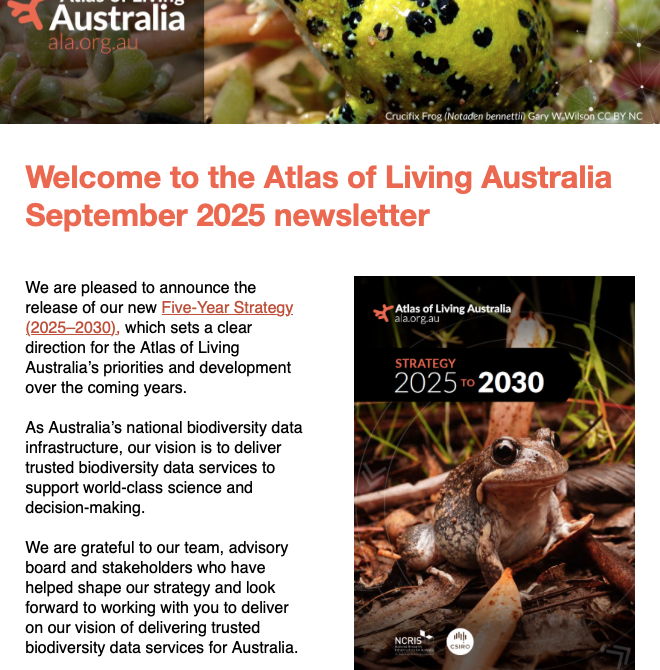 Atlas of Living
Australia
ala.org.au
Crucifix Frog (Notaden bennettii) Gary W Wilson CC BY NC
Welcome to the Atlas of Living Australia
September 2025 newsletter
We are pleased to announce the
release of our new Five-Year Strategy
(2025–2030), which sets a clear
direction for the Atlas of Living
Australia’s priorities and development
over the coming years.
As Australia’s national biodiversity data
infrastructure, our vision is to deliver
trusted biodiversity data services to
support world-class science and
decision-making.
We are grateful to our team, advisory
board and stakeholders who have
helped shape our strategy and look
forward to working with you to deliver
on our vision of delivering trusted
biodiversity data services for Australia.
Atlas of Living Australia
ala.org.au
STRATEGY
2025 TO 2030
NCRIS
CSIRO